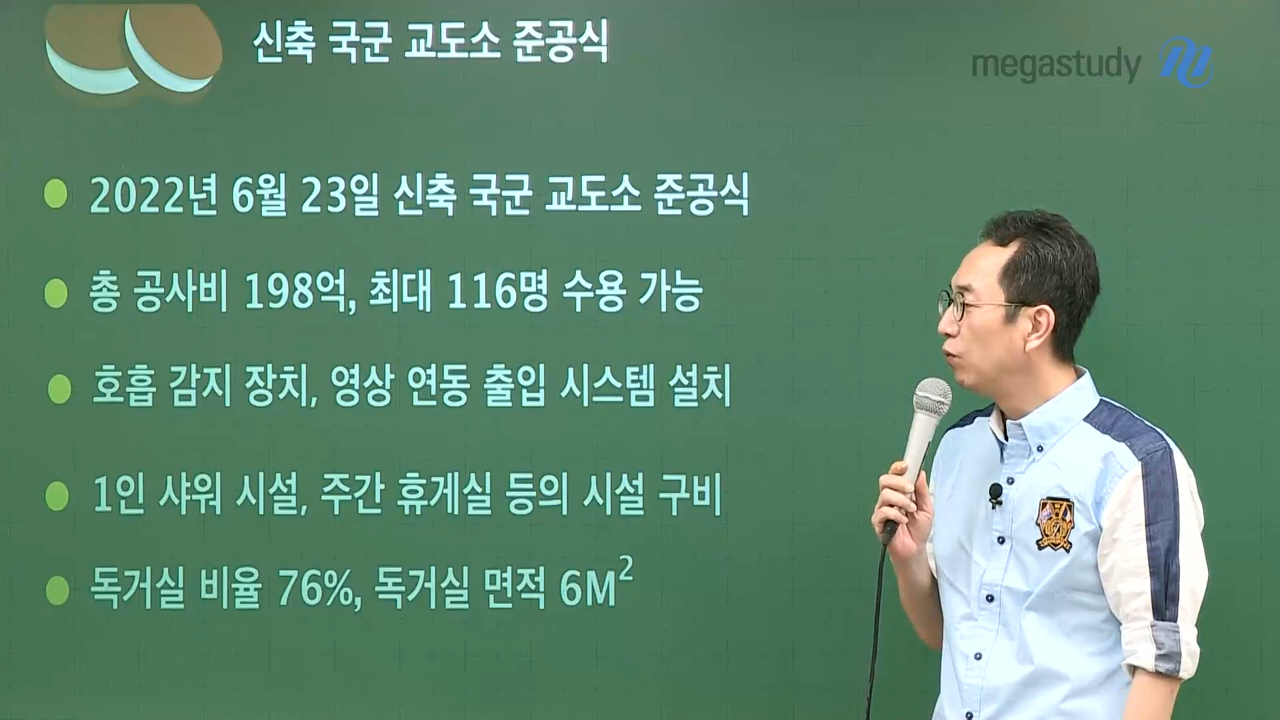 신축 국군 교도소 준공식
megastudy
2022년 6월 23일 신축 국군 교도소 준공식
총 공사비 198억, 최대 116명 수용 가능
호흡 감지 장치, 영상 연동 출입 시스템 설치
1인 샤워 시설, 주간 휴게실 등의 시설 구비
독거실 비율 76%, 독거실 면적 6M²